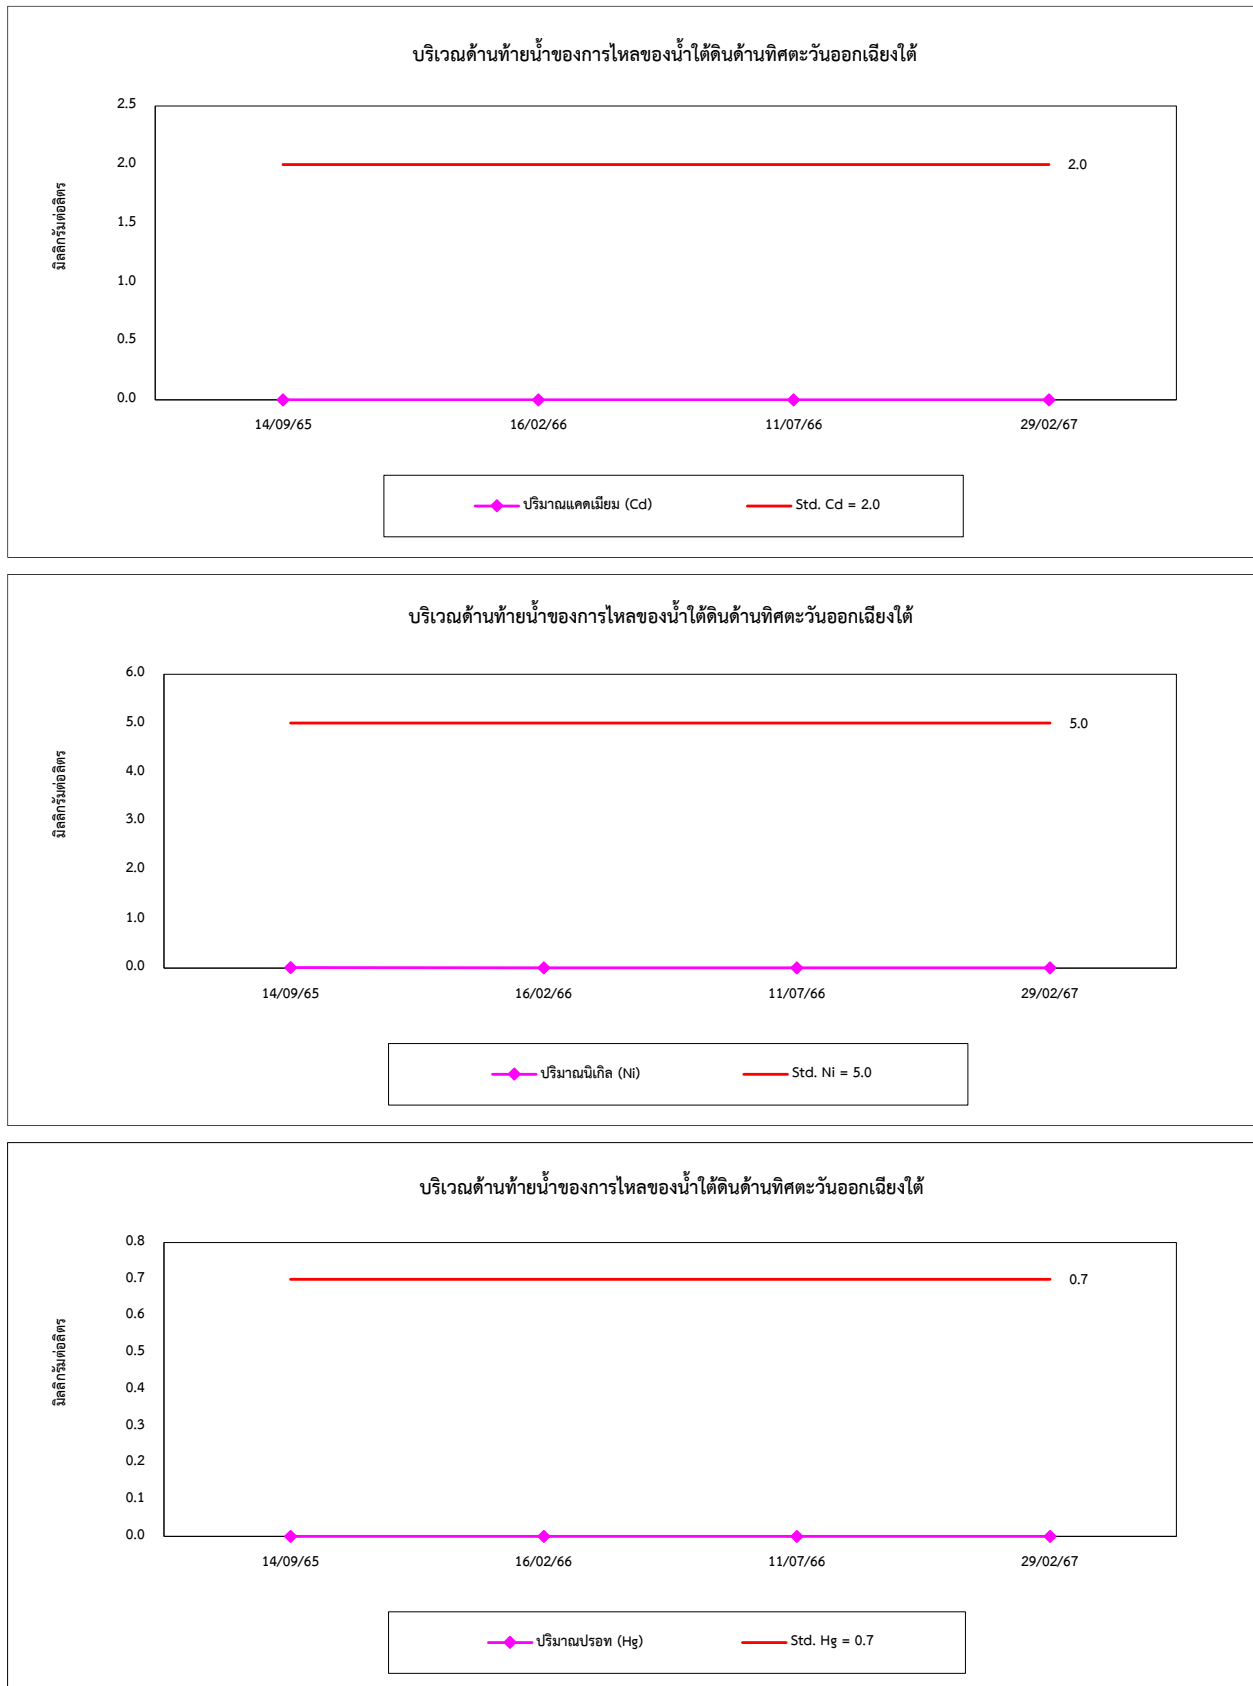 บริเวณด้านท้ายน้ำของการไหลของน้ำใต้ดินด้านทิศตะวันออกเฉียงใต้
มิลลิกรัมต่อลิตร
2.5
2.0
1.5
1.0
0.5
0.0
2.0
14/09/65 16/02/66 11/07/66 29/02/67
ปริมาณแคดเมียม (Cd) Std. Cd = 2.0
บริเวณด้านท้ายน้ำของการไหลของน้ำใต้ดินด้านทิศตะวันออกเฉียงใต้
มิลลิกรัมต่อลิตร
6.0
5.0
4.0
3.0
2.0
1.0
0.0
5.0
14/09/65 16/02/66 11/07/66 29/02/67
ปริมาณนิเกิล (Ni) Std. Ni = 5.0
บริเวณด้านท้ายน้ำของการไหลของน้ำใต้ดินด้านทิศตะวันออกเฉียงใต้
มิลลิกรัมต่อลิตร
0.8
0.7
0.6
0.5
0.4
0.3
0.2
0.1
0.0
0.7
14/09/65 16/02/66 11/07/66 29/02/67
ปริมาณปรอท (Hg) Std. Hg = 0.7